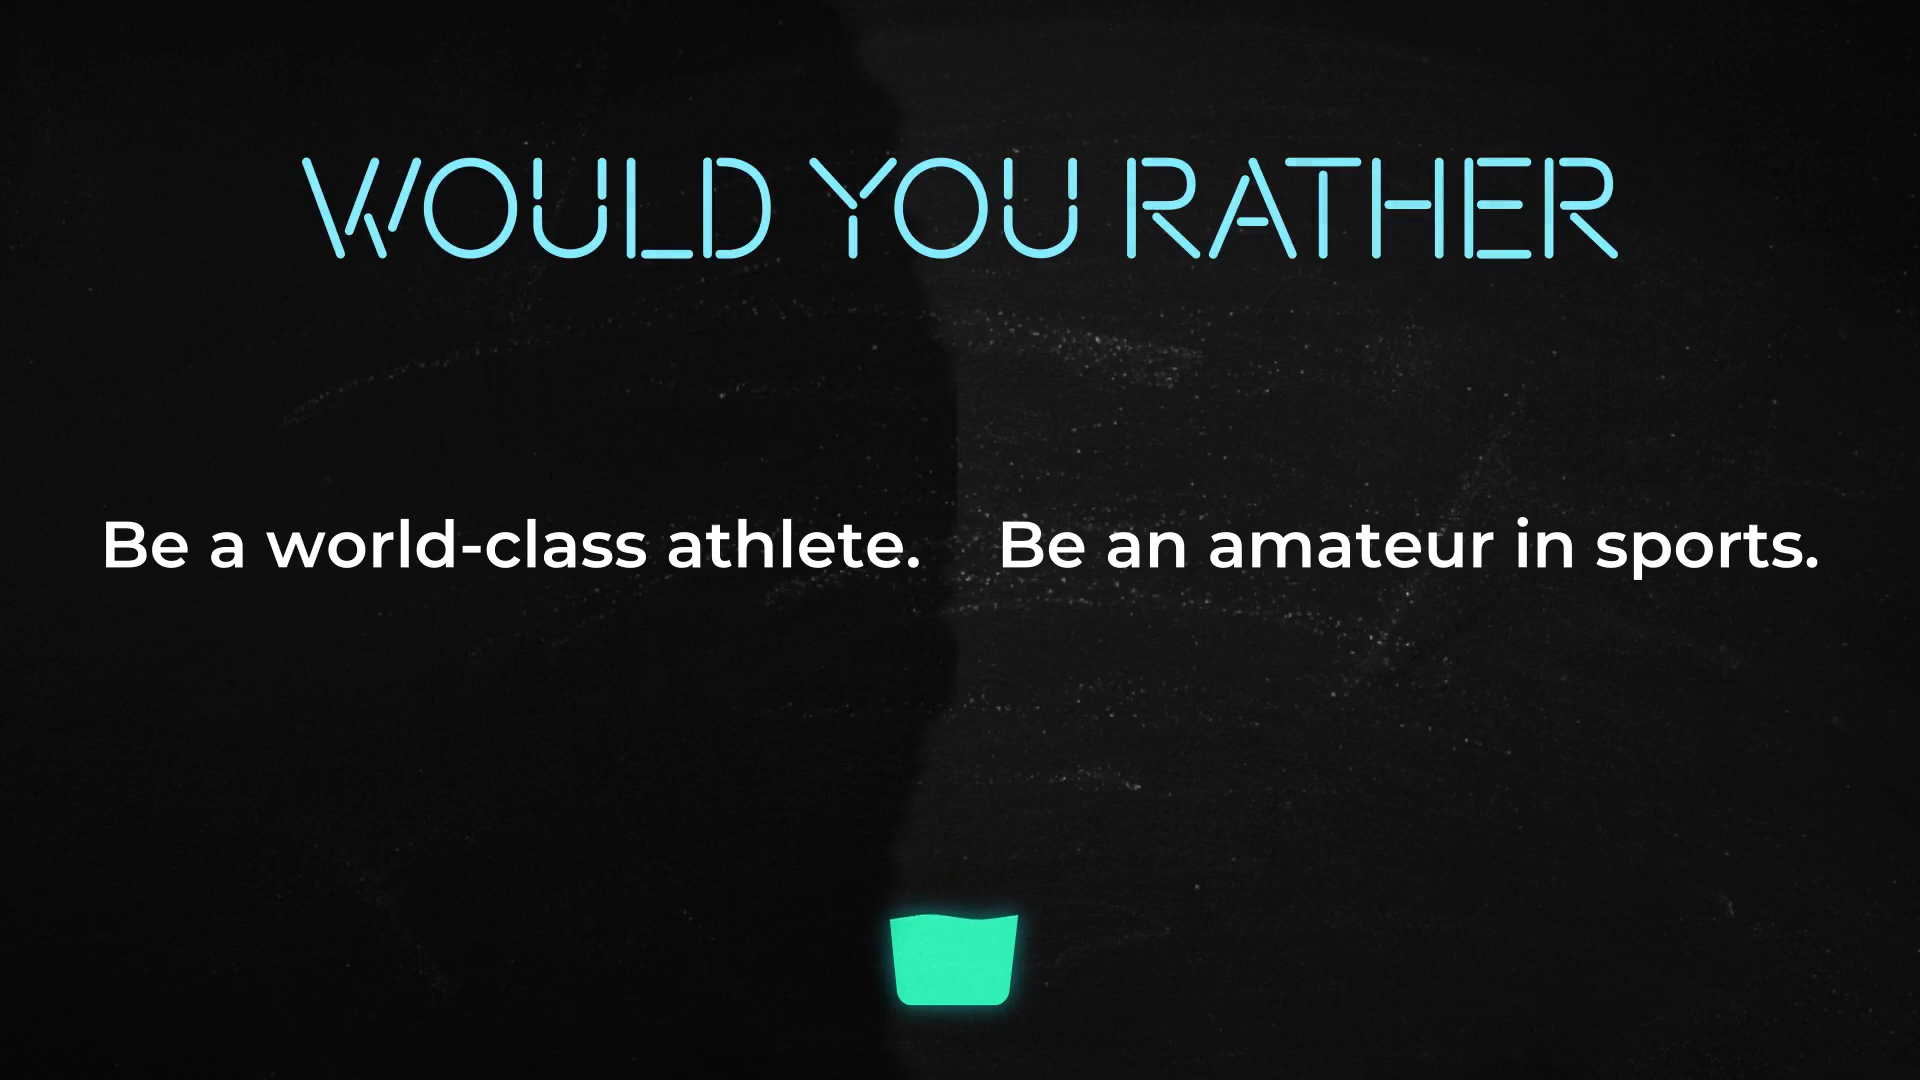 WOULD YOU RATHER
Be a world-class athlete.
Be an amateur in sports.